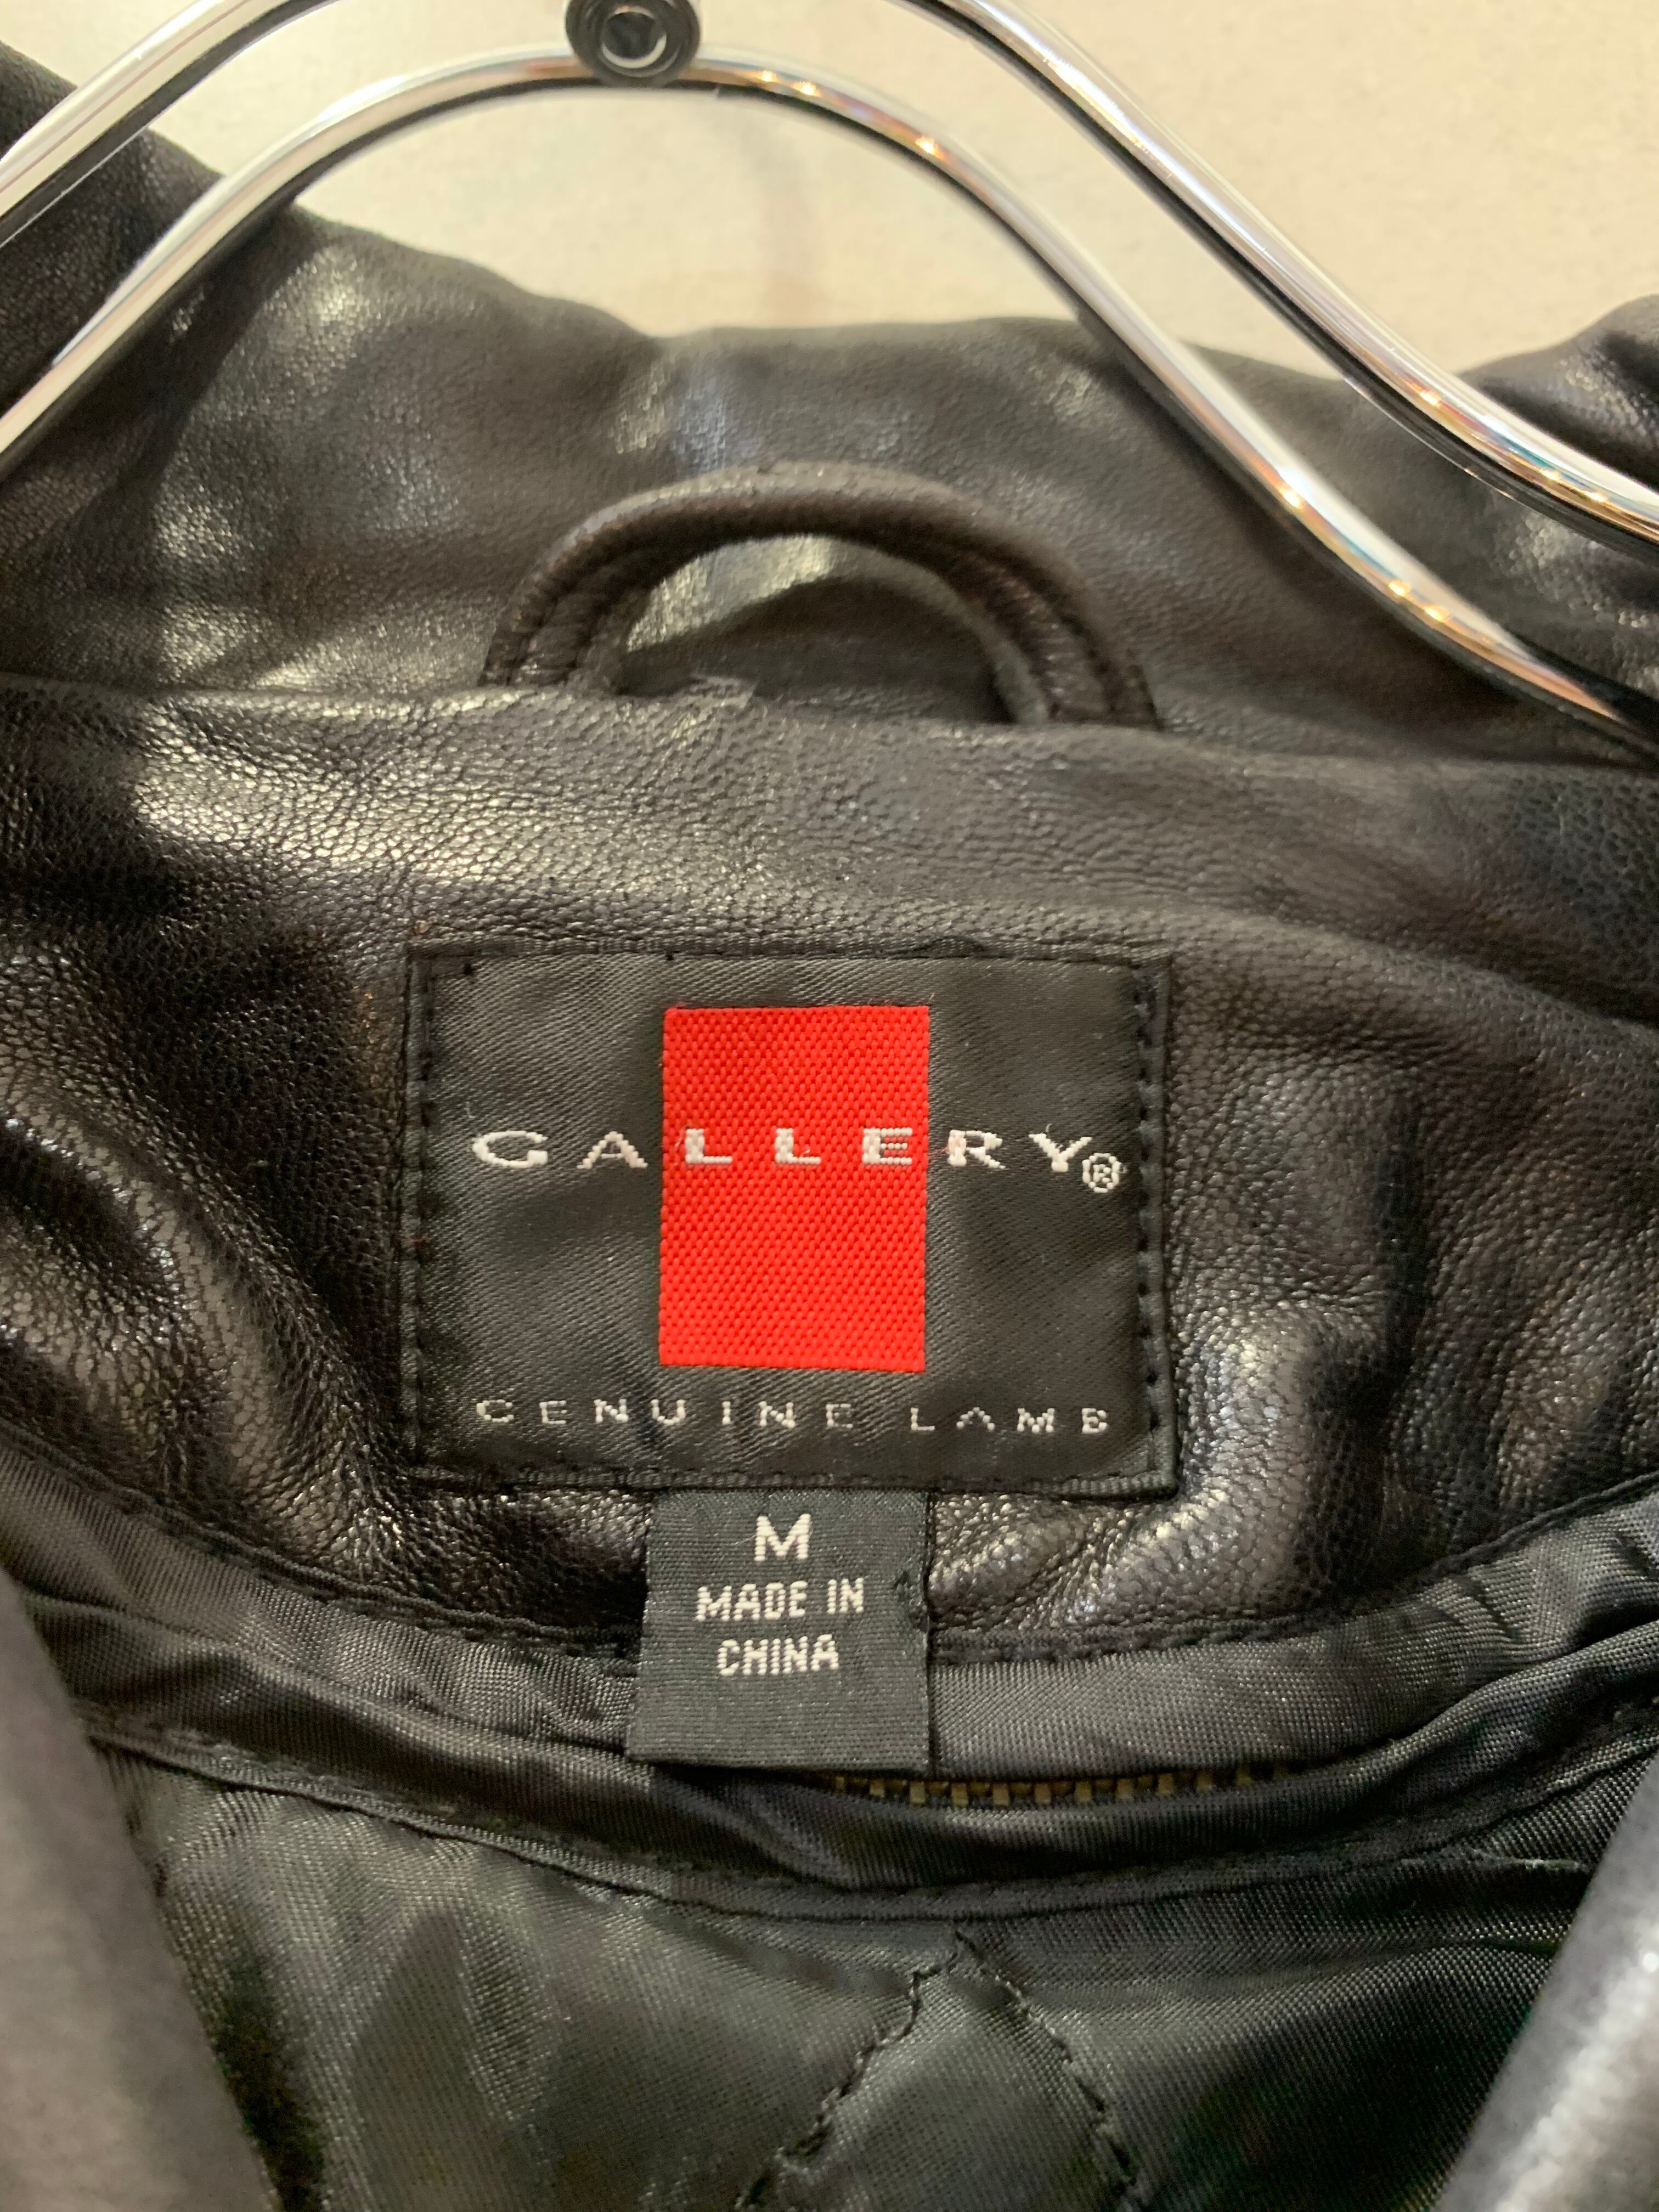 GALLERY®
GENUINE LAMB
M
MADE IN
CHINA